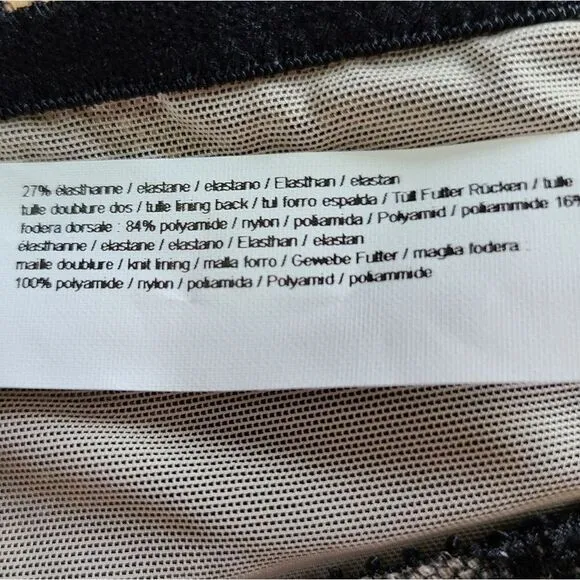 27% élasthanne / elastane / elastano / Elasthan / elastan
tulle doublure dos / tulle lining back / tul forro espalda / Tüll Futter Rücken / tulle
fodera dorsale : 84% polyamide / nylon / poliamida / Polyamid / poliammide 16%
élasthanne / elastane / elastano / Elasthan / elastan
maille doublure / knit lining / malla forro / Gewebe Futter / maglia fodera :
100% polyamide / nylon / poliamida / Polyamid / poliammide